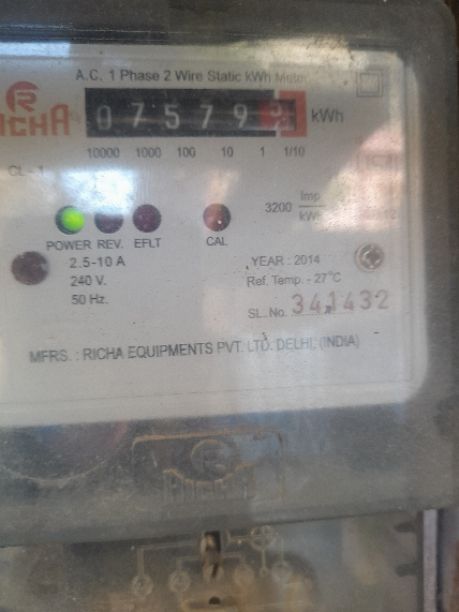 A.C. 1 Phase 2 Wire Static kWh Meter
RICHA
07579 kWh
10000 1000 100 10 1 1/10
CL - 1
3200 Imp
kWh
POWER REV. EFLT CAL
2.5-10 A
240 V.
50 Hz.
YEAR : 2014
Ref. Temp. - 27°C
SL. No. 341432
MFRS. : RICHA EQUIPMENTS PVT. LTD. DELHI, (INDIA)